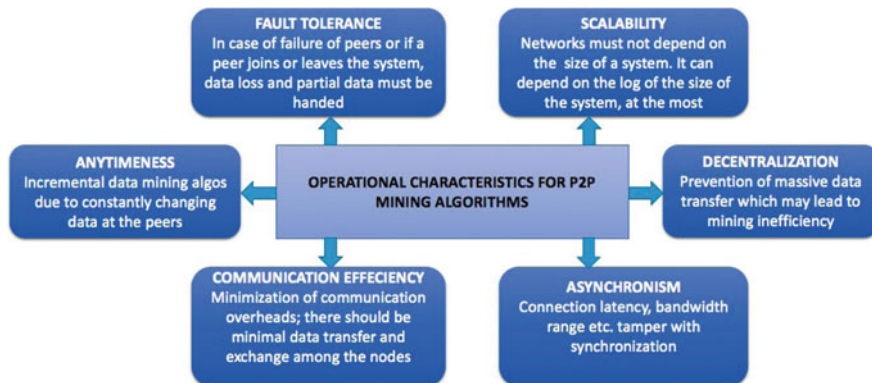 FAULT TOLERANCE
In case of failure of peers or if a
peer joins or leaves the system,
data loss and partial data must be
handed
SCALABILITY
Networks must not depend on
the size of a system. It can
depend on the log of the size of
the system, at the most
ANYTIMENESS
Incremental data mining algos
due to constantly changing
data at the peers
OPERATIONAL CHARACTERISTICS FOR P2P
MINING ALGORITHMS
DECENTRALIZATION
Prevention of massive data
transfer which may lead to
mining inefficiency
COMMUNICATION EFFECIENCY
Minimization of communication
overheads; there should be
minimal data transfer and
exchange among the nodes
ASYNCHRONISM
Connection latency, bandwidth
range etc. tamper with
synchronization